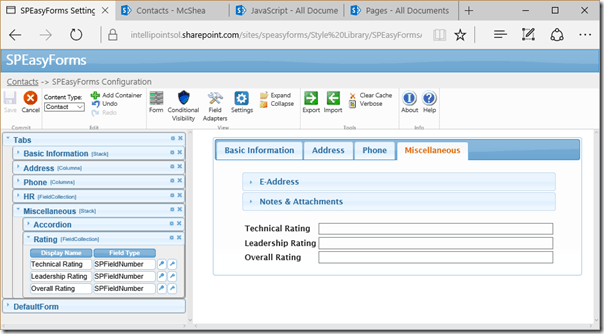 SPEasyForms Setting
Contacts - McShea
JavaScript - All Docume
Pages - All Documents
intellipointsol.sharepoint.com/sites/speasyforms/Style%20Library/SPEasyForms/
SPEasyForms
Contacts -> SPEasyForms Configuration
Save
Cancel
Content Type:
Contact
Add Container
Undo
Redo
Form
Conditional Visibility
Field Adapters
Settings
Expand
Collapse
Export
Import
Clear Cache
Verbose
About
Help
Commit
Edit
View
Tools
Info
Tabs
Basic Information [Stack]
Address [Columns]
Phone [Columns]
HR [FieldCollection]
Miscellaneous [Stack]
Accordion
Rating [FieldCollection]
Display Name Field Type
Technical Rating SPFieldNumber
Leadership Rating SPFieldNumber
Overall Rating SPFieldNumber
DefaultForm
Basic Information Address Phone Miscellaneous
E-Address
Notes & Attachments
Technical Rating
Leadership Rating
Overall Rating